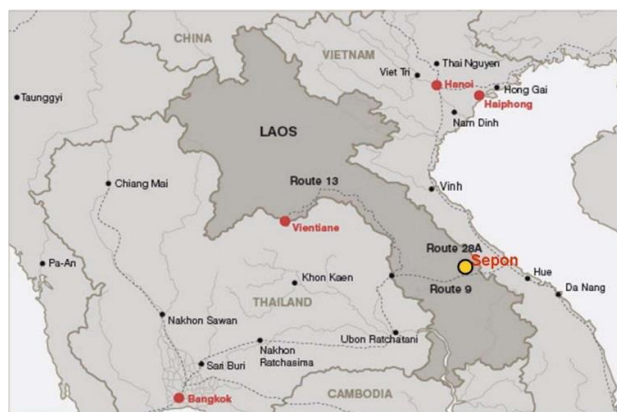 CHINA
VIETNAM
Thai Nguyen
Viet Tri
Hanoi
Hong Gai
Haiphong
Taunggyi
Nam Dinh
LAOS
Chiang Mai
Route 13
Vinh
Vientiane
Route 28A
Sepon
Pa-An
Khon Kaen
Hue
Route 9
Da Nang
THAILAND
Nakhon Sawan
Ubon Ratchatani
Nakhon
Ratchasima
Sari Buri
CAMBODIA
Bangkok